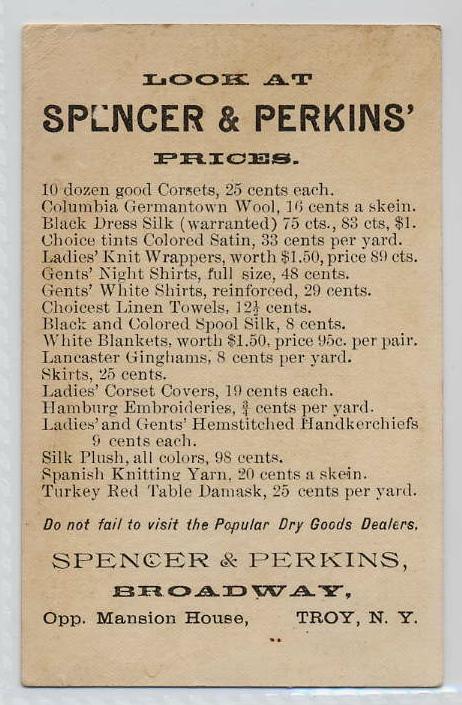 LOOK AT
SPENCER & PERKINS'
PRICES.
10 dozen good Corsets, 25 cents each.
Columbia Germantown Wool, 16 cents a skein.
Black Dress Silk (warranted) 75 cts., 83 cts, $1.
Choice tints Colored Satin, 33 cents per yard.
Ladies' Knit Wrappers, worth $1.50, price 89 cts.
Gents' Night Shirts, full size, 48 cents.
Gents' White Shirts, reinforced, 29 cents.
Choicest Linen Towels, 12½ cents.
Black and Colored Spool Silk, 8 cents.
White Blankets, worth $1.50, price 95c. per pair.
Lancaster Ginghams, 8 cents per yard.
Skirts, 25 cents.
Ladies' Corset Covers, 19 cents each.
Hamburg Embroideries, ¾ cents per yard.
Ladies' and Gents' Hemstitched Handkerchiefs
9 cents each.
Silk Plush, all colors, 98 cents.
Spanish Knitting Yarn, 20 cents a skein.
Turkey Red Table Damask, 25 cents per yard.
Do not fail to visit the Popular Dry Goods Dealers,
SPENCER & PERKINS,
BROADWAY,
Opp. Mansion House, TROY, N. Y.